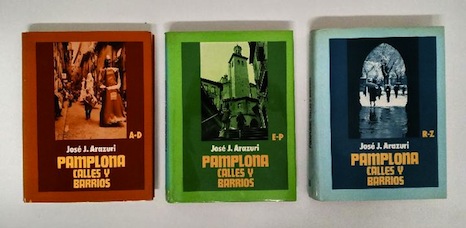 A-D
José J. Arazuri
PAMPLONA
CALLES Y
BARRIOS
E-P
José J. Arazuri
PAMPLONA
CALLES Y
BARRIOS
R-Z
José J. Arazuri
PAMPLONA
CALLES Y
BARRIOS